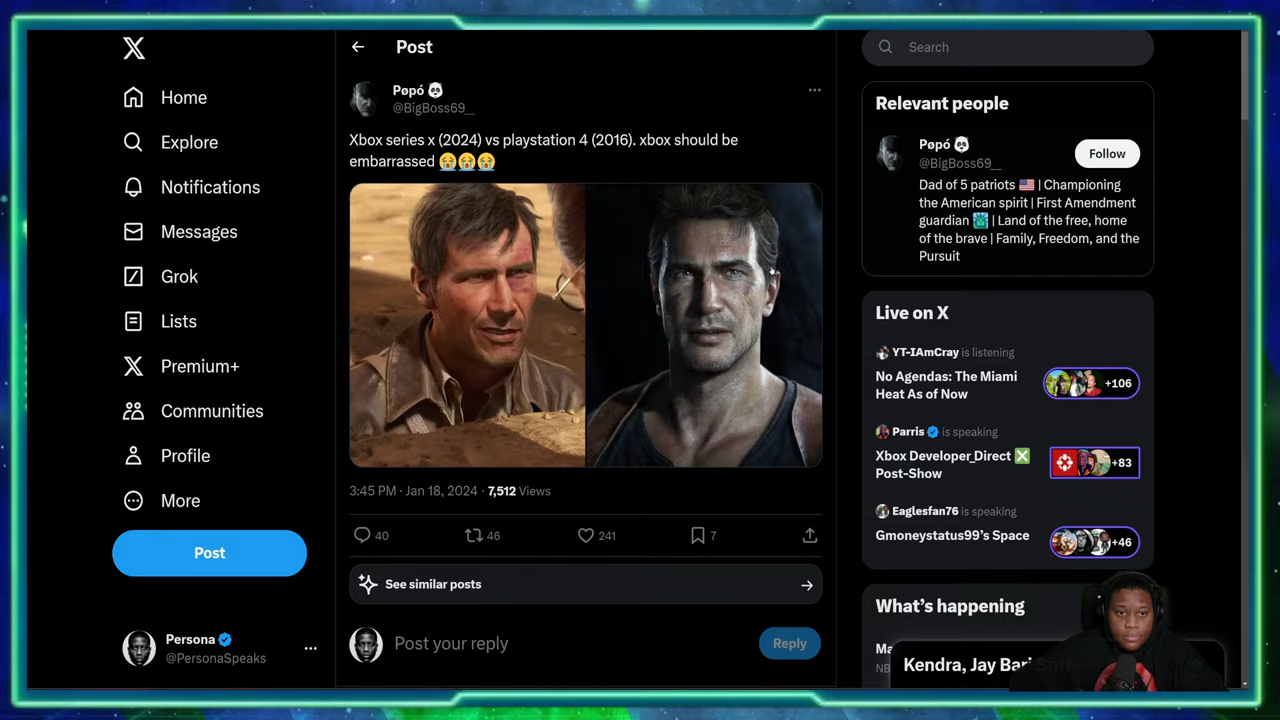 Home
Explore
Notifications
Messages
Grok
Lists
Premium+
Communities
Profile
More
Post
Persona
@PersonaSpeaks
Post
Pøpó 🐼
@BigBoss69__
Xbox series x (2024) vs playstation 4 (2016). xbox should be
embarrassed 😭😭😭
3:45 PM · Jan 18, 2024 · 7,512 Views
40 46 241 7
See similar posts
Post your reply
Reply
Search
Relevant people
Pøpó 🐼
@BigBoss69__
Follow
Dad of 5 patriots 🇺🇸 | Championing
the American spirit | First Amendment
guardian 🗽 | Land of the free, home
of the brave | Family, Freedom, and the
Pursuit
Live on X
YT-IAmCray is listening
No Agendas: The Miami
Heat As of Now
+106
Parris is speaking
Xbox Developer_Direct ❎
Post-Show
+83
Eaglesfan76 is speaking
Gmoneystatus99's Space
+46
What's happening
Kendra, Jay Bari